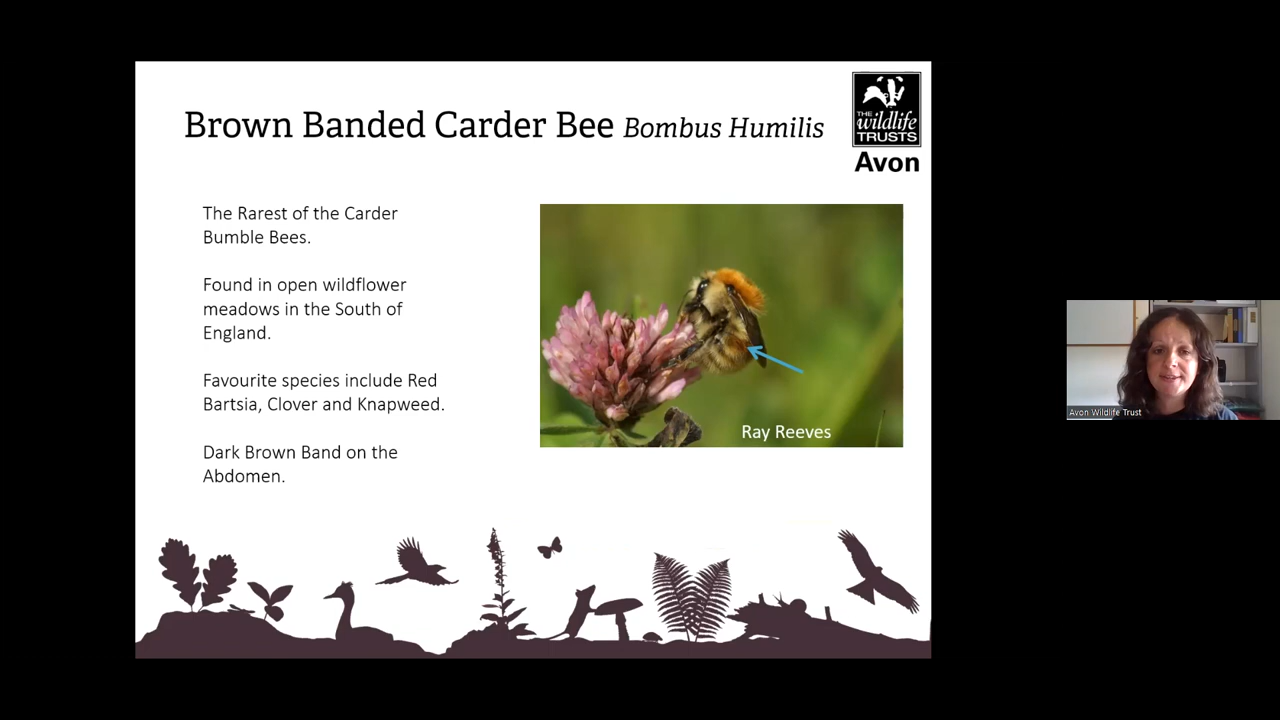 Brown Banded Carder Bee Bombus Humilis
THE
wildlife
TRUSTS
Avon
The Rarest of the Carder
Bumble Bees.
Found in open wildflower
meadows in the South of
England.
Favourite species include Red
Bartsia, Clover and Knapweed.
Dark Brown Band on the
Abdomen.
Ray Reeves
Avon Wildlife Trust